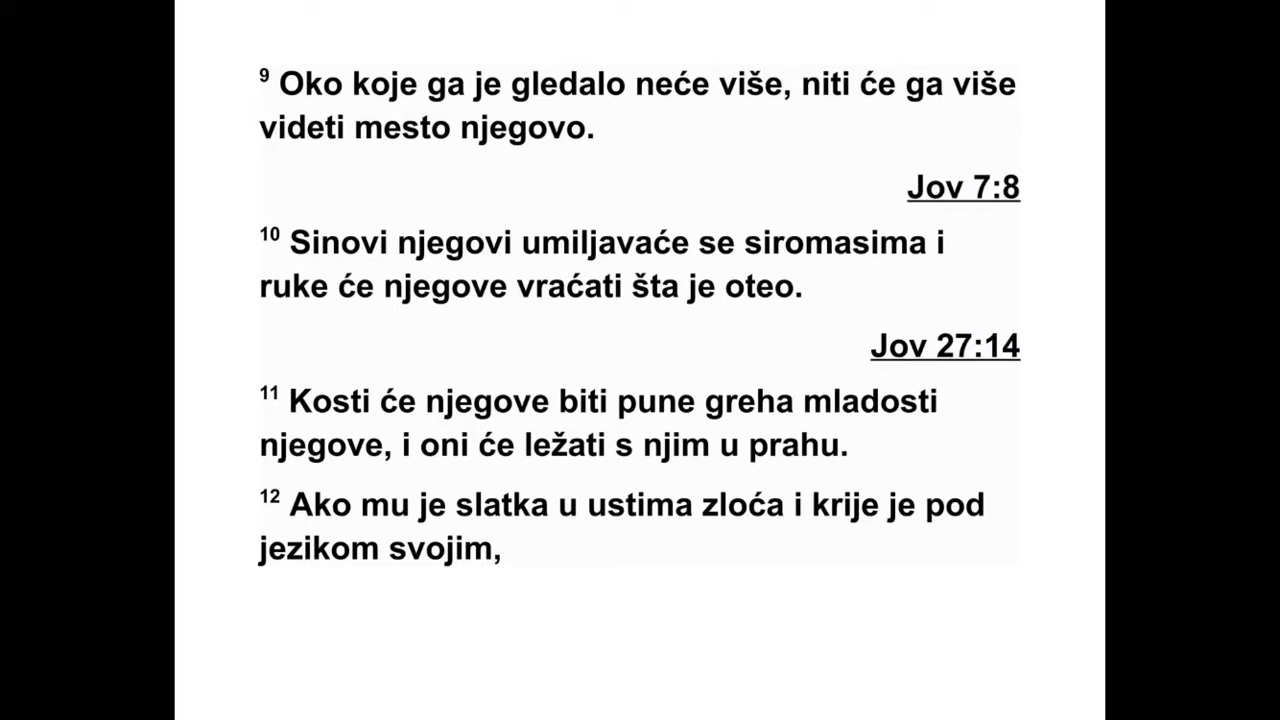 9 Oko koje ga je gledalo neće više, niti će ga više
videti mesto njegovo.
Jov 7:8
10 Sinovi njegovi umiljavaće se siromasima i
ruke će njegove vraćati šta je oteo.
Jov 27:14
11 Kosti će njegove biti pune greha mladosti
njegove, i oni će ležati s njim u prahu.
12 Ako mu je slatka u ustima zloća i krije je pod
jezikom svojim,